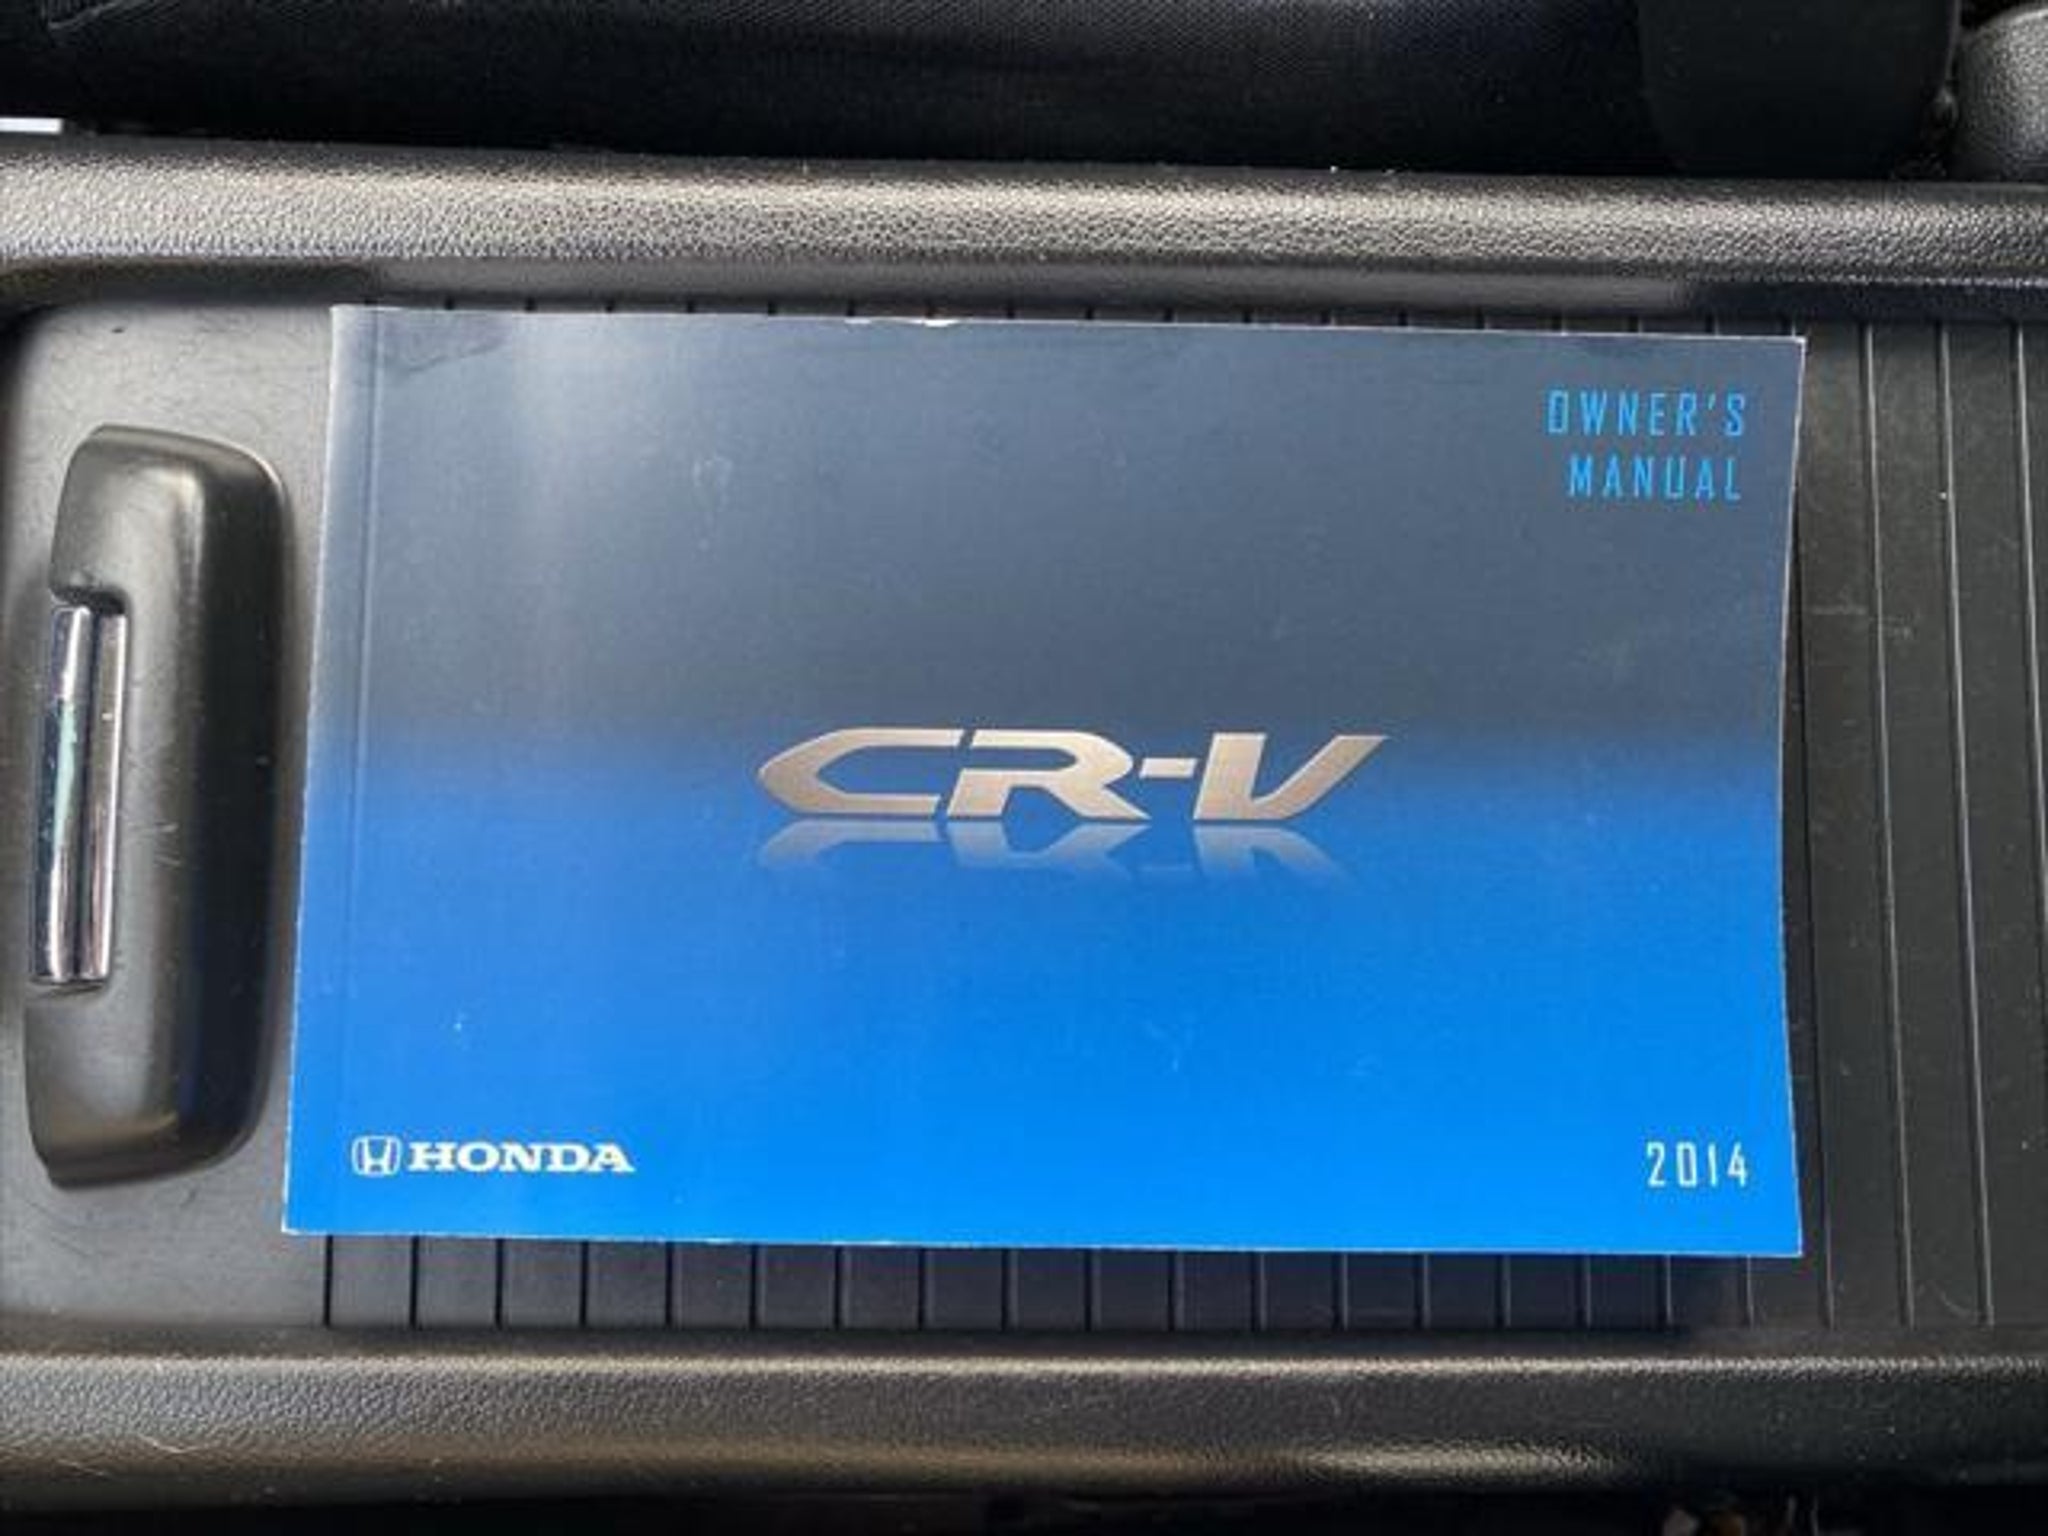 OWNER'S
MANUAL
CR-V
HONDA
2014